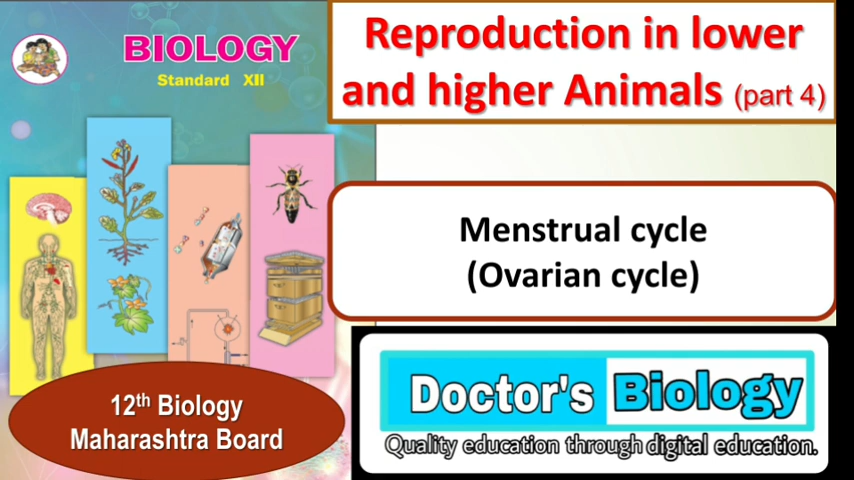 BIOLOGY
Standard XII
Reproduction in lower
and higher Animals (part 4)
Menstrual cycle
(Ovarian cycle)
12th Biology
Maharashtra Board
Doctor's Biology
Quality education through digital education.